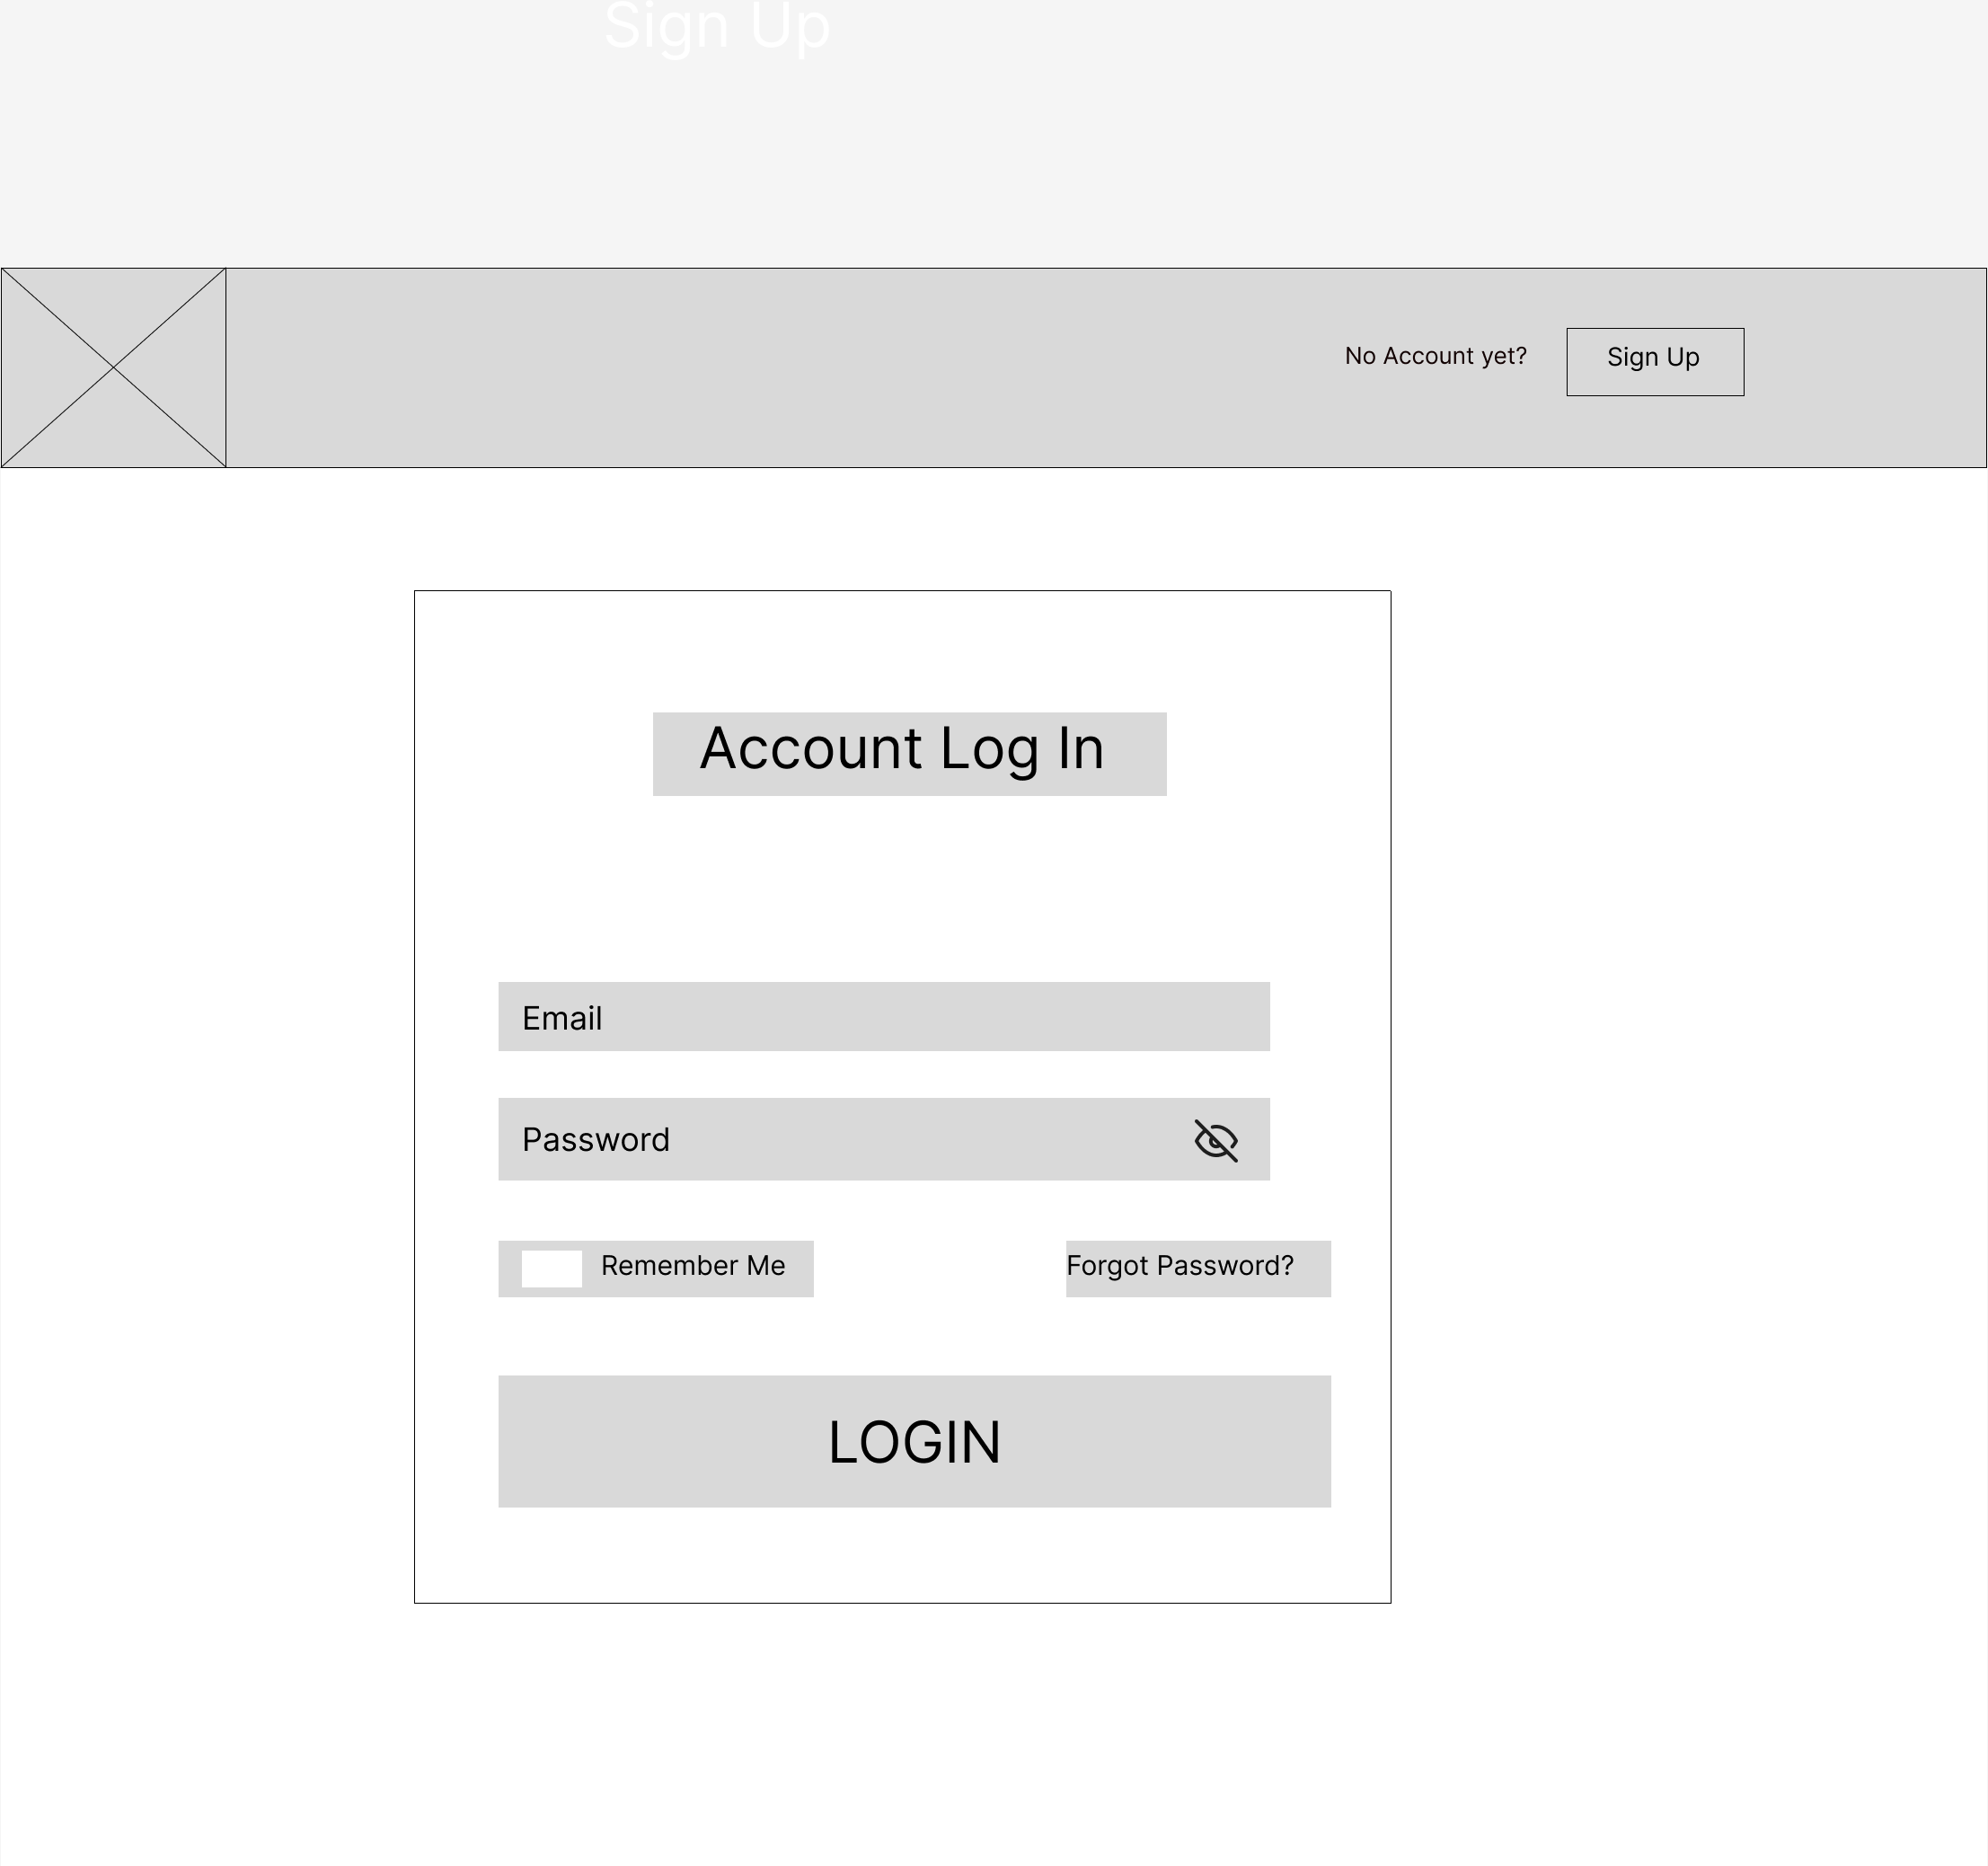 Sign Up
No Account yet?
Sign Up
Account Log In
Email
Password
Remember Me
Forgot Password?
LOGIN